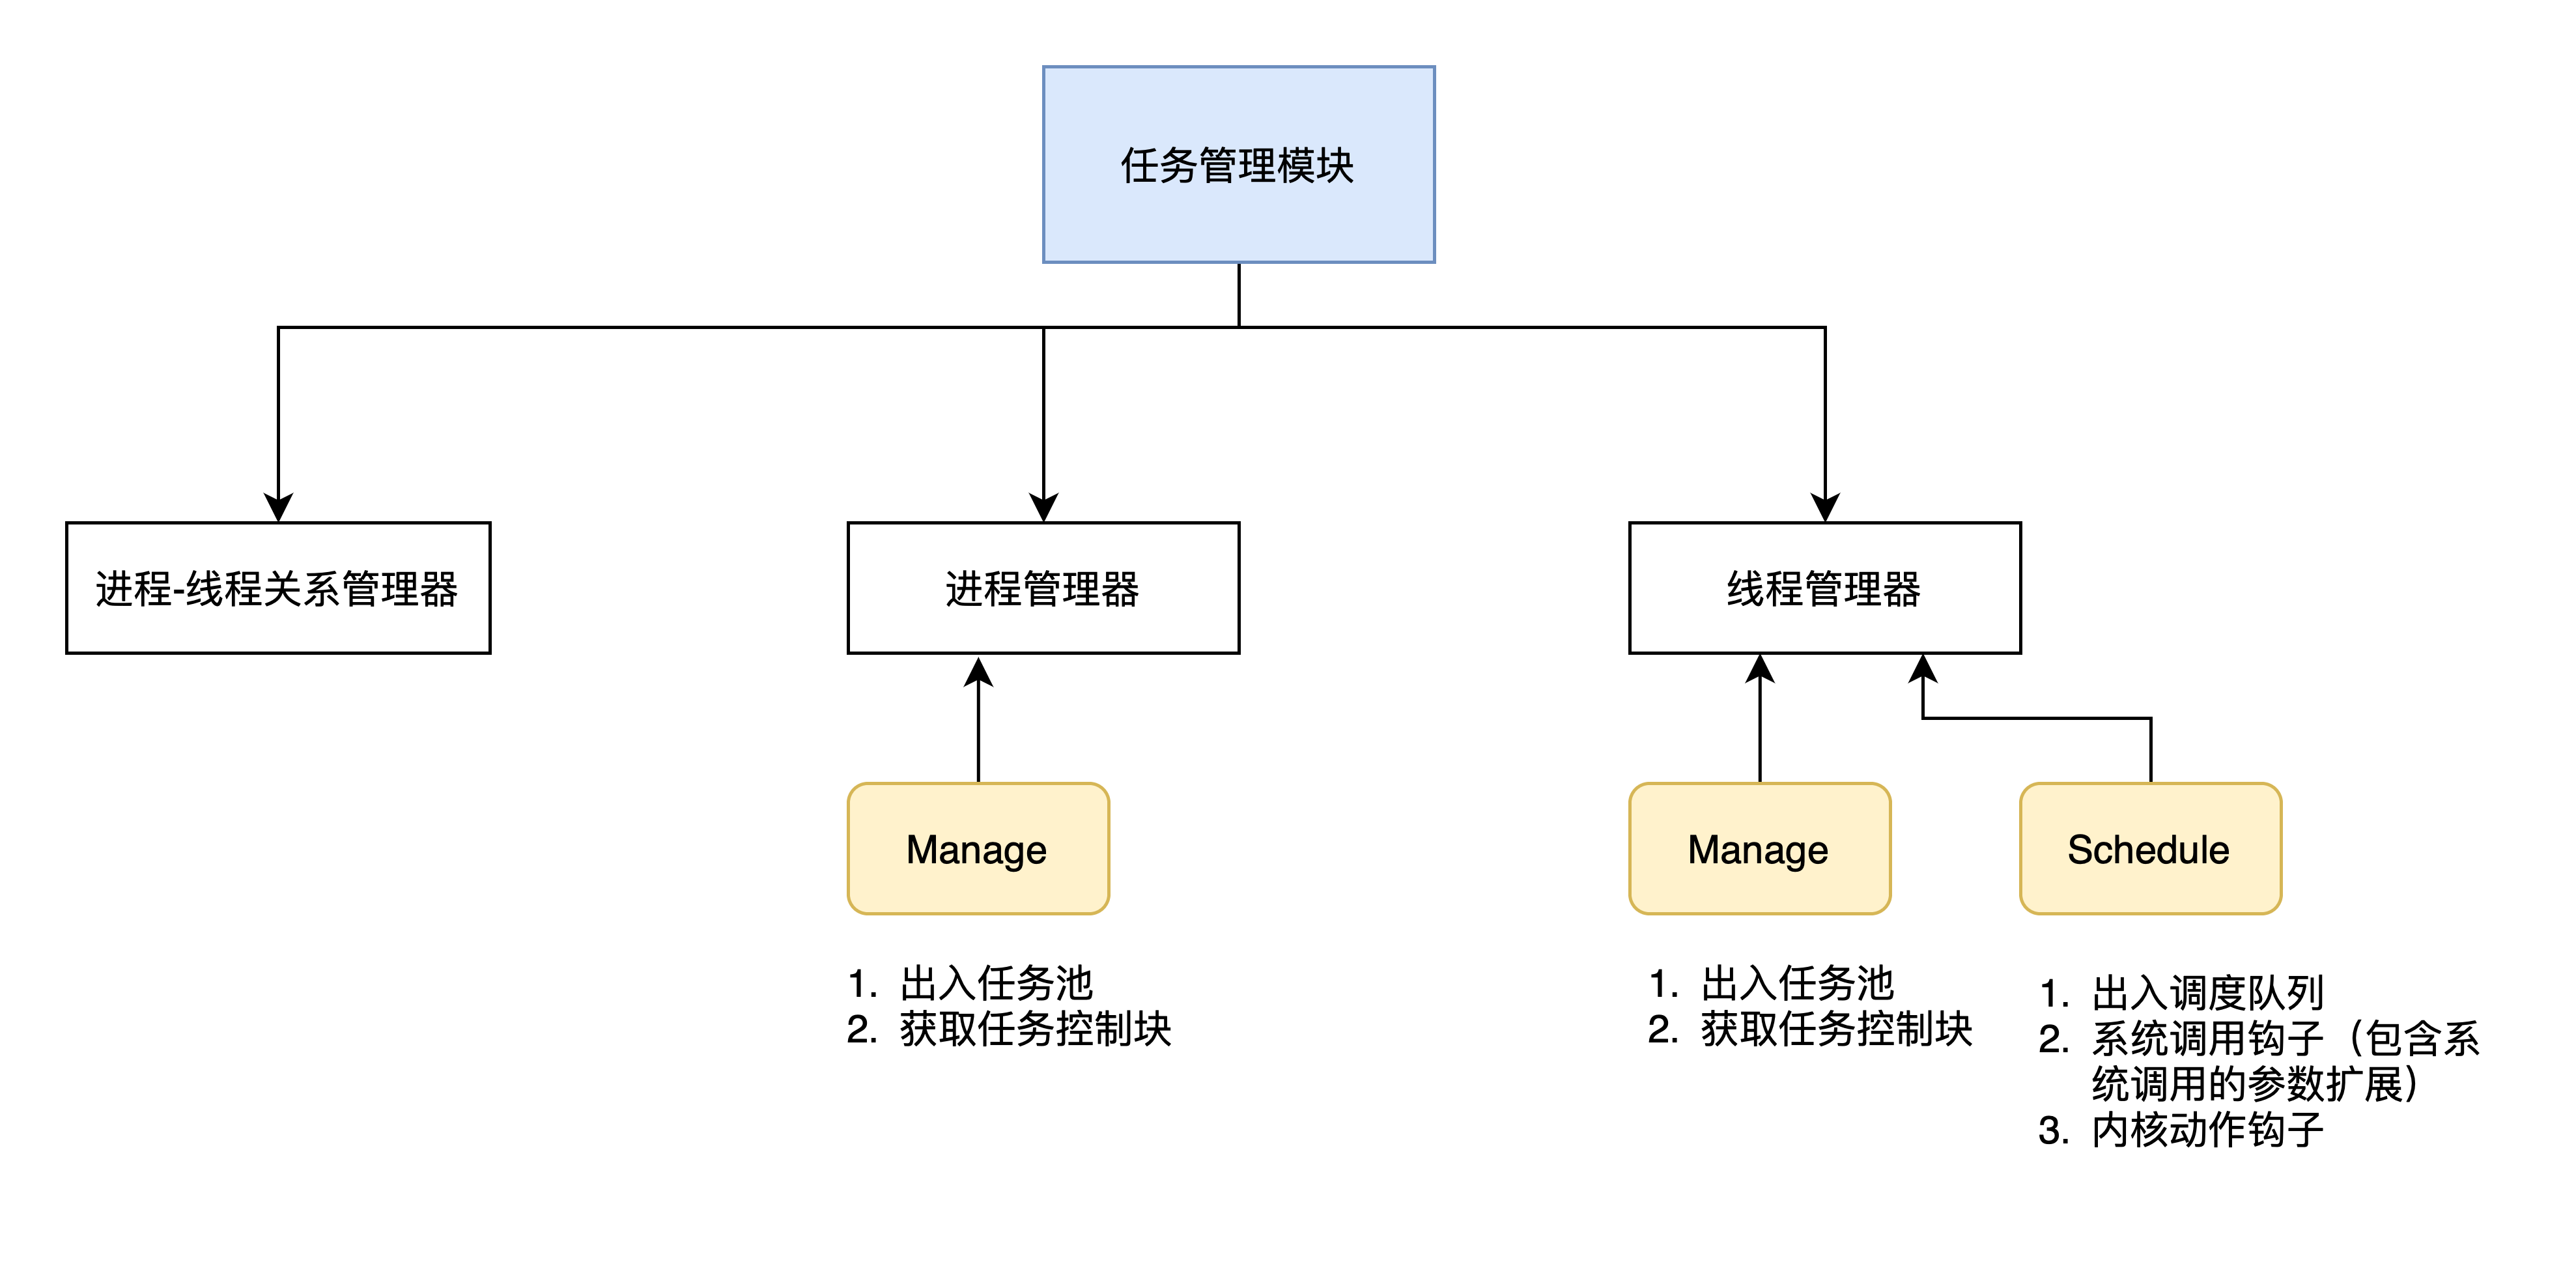 任务管理模块
进程-线程关系管理器
进程管理器
线程管理器
Manage
Manage
Schedule
1. 出入任务池
2. 获取任务控制块
1. 出入任务池
2. 获取任务控制块
1. 出入调度队列
2. 系统调用钩子（包含系
统调用的参数扩展）
3. 内核动作钩子